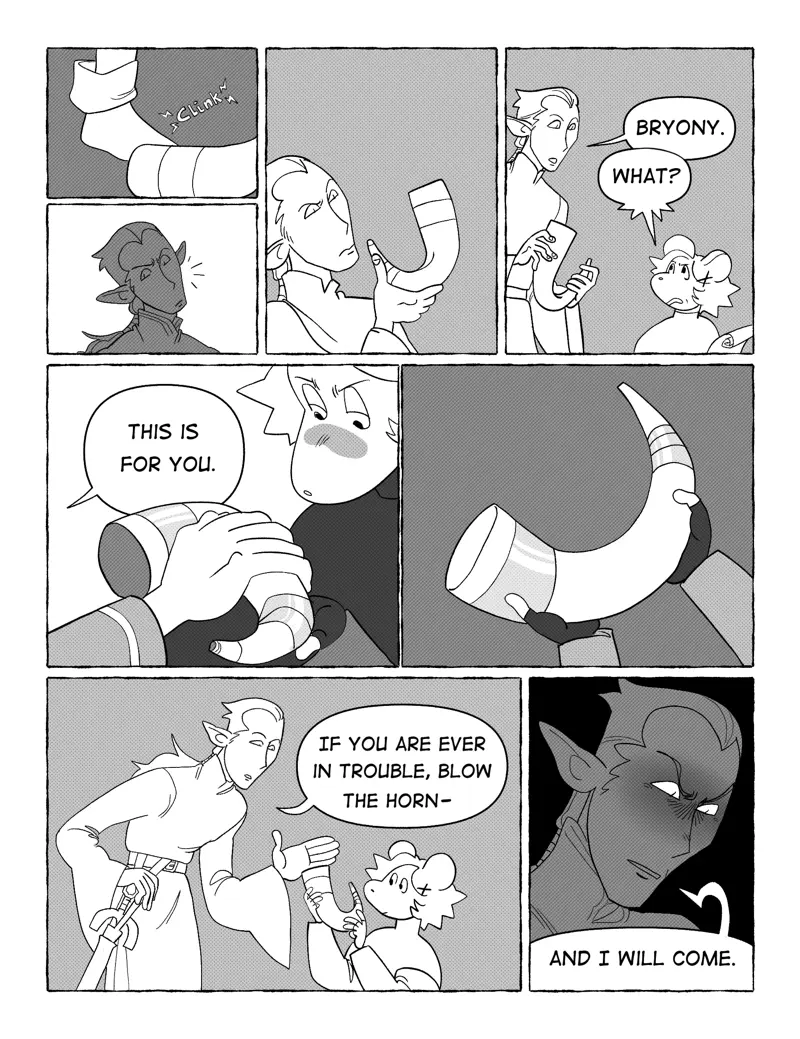 Clink
BRYONY.
WHAT?
THIS IS
FOR YOU.
IF YOU ARE EVER
IN TROUBLE, BLOW
THE HORN-
AND I WILL COME.